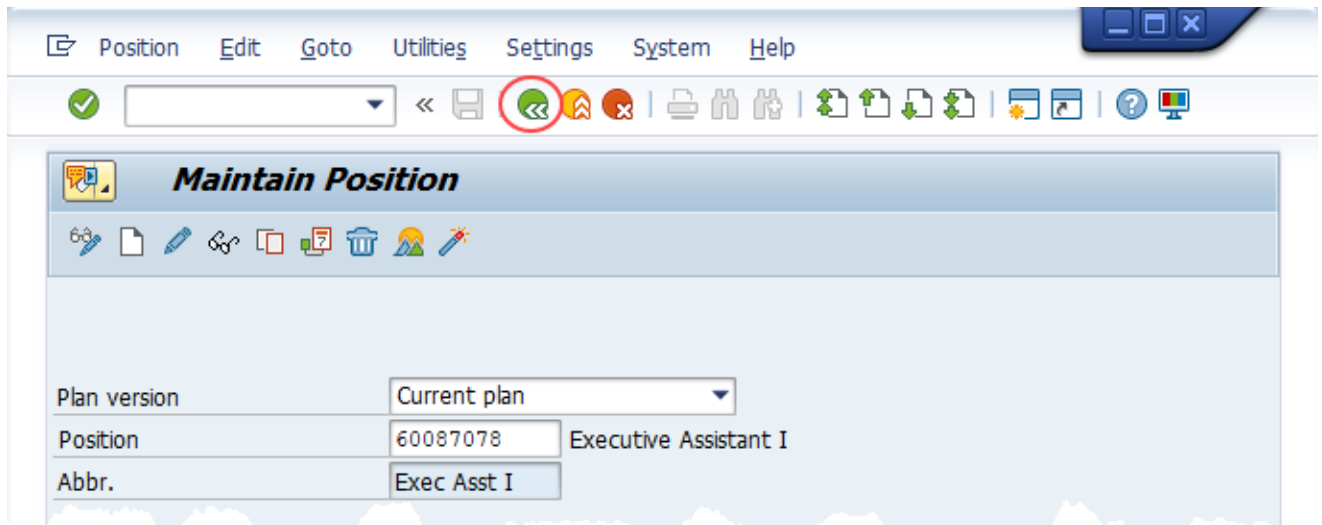 Position Edit Goto Utilities Settings System Help
Maintain Position
Plan version Current plan
Position 60087078 Executive Assistant I
Abbr. Exec Asst I